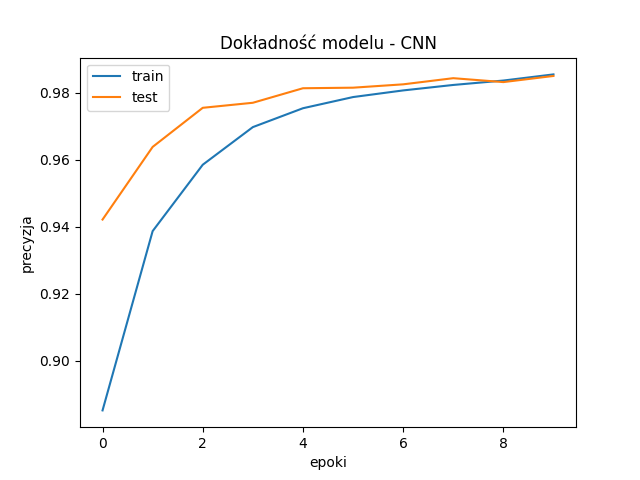 Dokładność modelu - CNN
train
test
precyzja
0.98
0.96
0.94
0.92
0.90
0 2 4 6 8
epoki